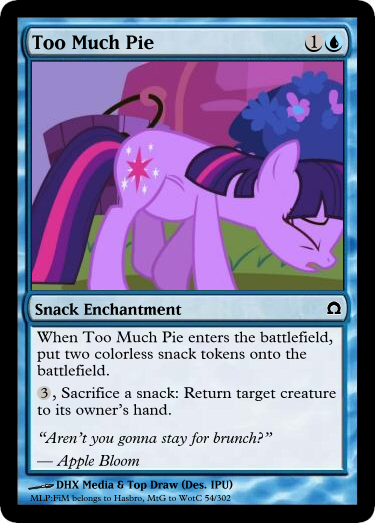 Too Much Pie 1
Snack Enchantment Ω
When Too Much Pie enters the battlefield,
put two colorless snack tokens onto the
battlefield.
3, Sacrifice a snack: Return target creature
to its owner's hand.
“Aren't you gonna stay for brunch?”
— Apple Bloom
DHX Media & Top Draw (Des. IPU)
MLP:FiM belongs to Hasbro, MtG to WotC 54/302